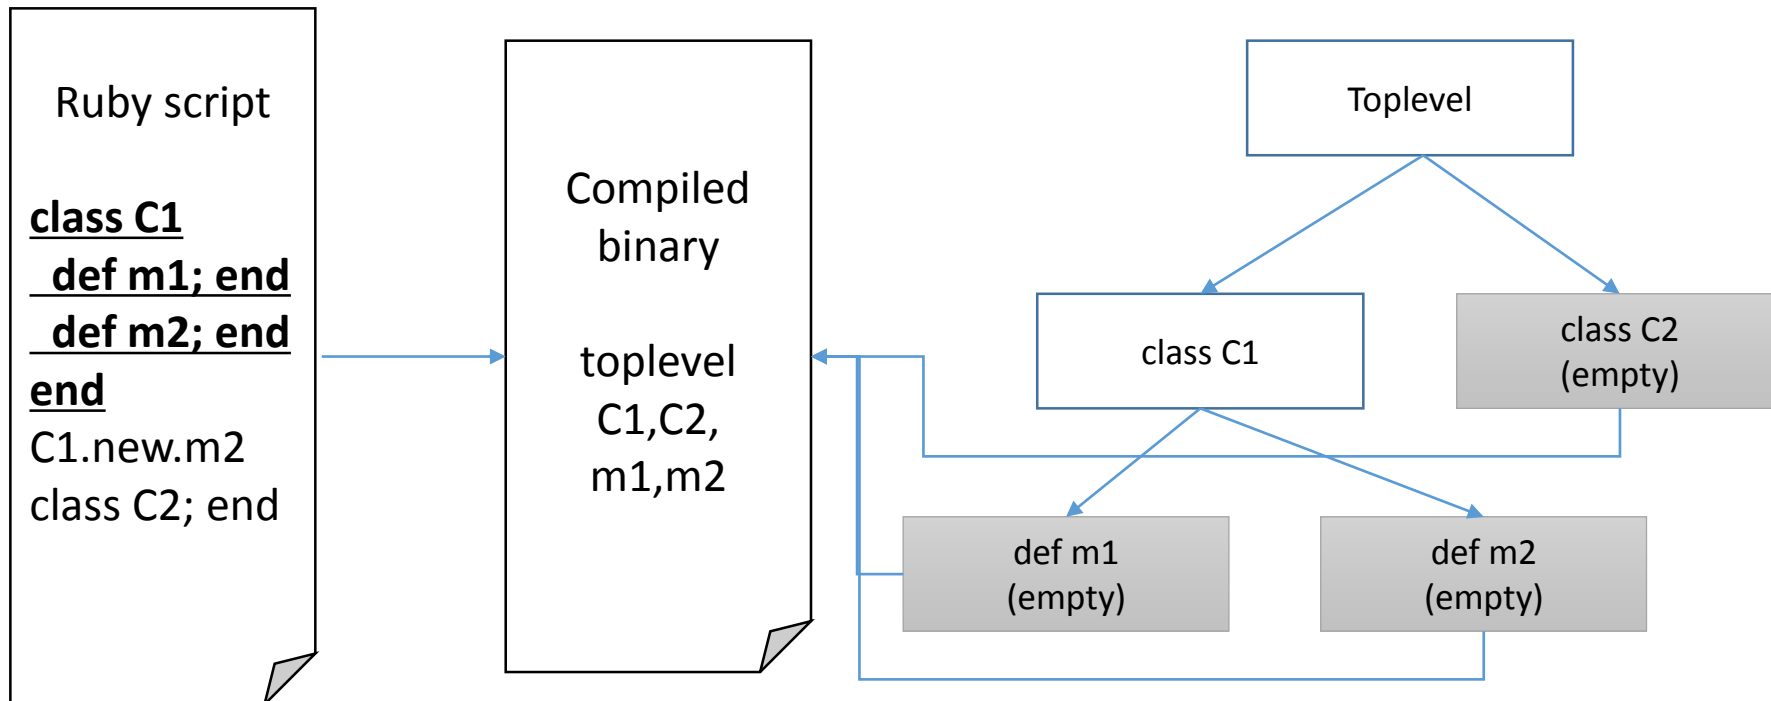 Ruby script
class C1
  def m1; end
  def m2; end
end
C1.new.m2
class C2; end
Compiled
binary
toplevel
C1,C2,
m1,m2
Toplevel
class C1
class C2
(empty)
def m1
(empty)
def m2
(empty)